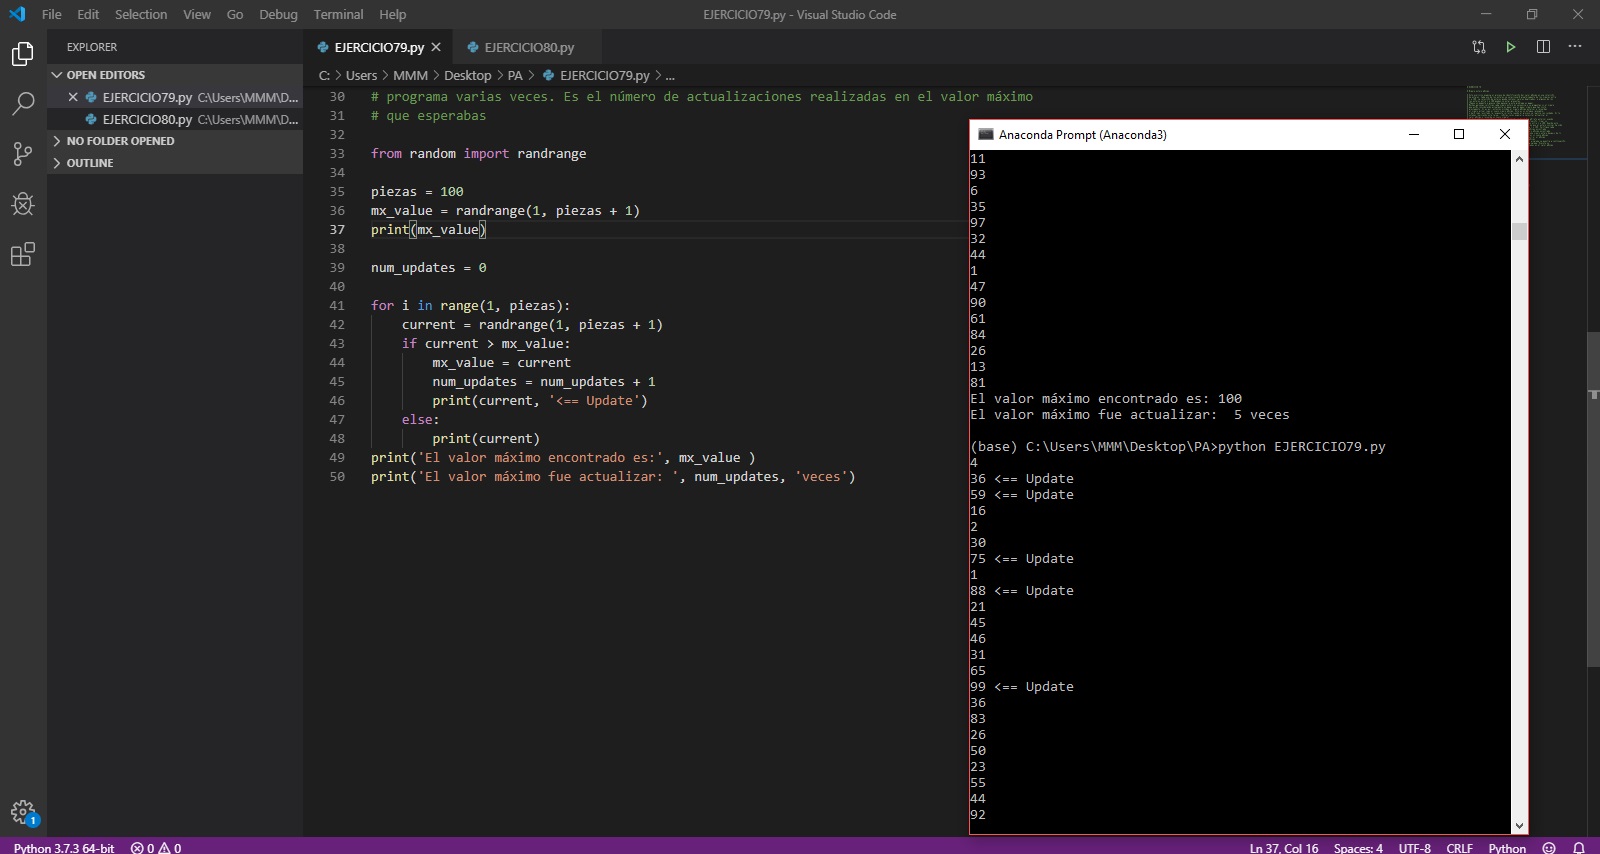 File Edit Selection View Go Debug Terminal Help
EJERCICIO79.py - Visual Studio Code
EXPLORER
OPEN EDITORS
EJERCICIO79.py C:\Users\MMM\D...
EJERCICIO80.py C:\Users\MMM\D...
NO FOLDER OPENED
OUTLINE
EJERCICIO79.py
EJERCICIO80.py
C: > Users > MMM > Desktop > PA > EJERCICIO79.py > ...
30 # programa varias veces. Es el número de actualizaciones realizadas en el valor máximo
31 # que esperabas
32
33 from random import randrange
34
35 piezas = 100
36 mx_value = randrange(1, piezas + 1)
37 print(mx_value)
38
39 num_updates = 0
40
41 for i in range(1, piezas):
42 current = randrange(1, piezas + 1)
43 if current > mx_value:
44 mx_value = current
45 num_updates = num_updates + 1
46 print(current, '<== Update')
47 else:
48 print(current)
49 print('El valor máximo encontrado es:', mx_value )
50 print('El valor máximo fue actualizar: ', num_updates, 'veces')
Anaconda Prompt (Anaconda3)
11
93
6
35
97
32
44
1
47
90
61
84
26
13
81
El valor máximo encontrado es: 100
El valor máximo fue actualizar:  5 veces
(base) C:\Users\MMM\Desktop\PA>python EJERCICIO79.py
4
36 <== Update
59 <== Update
16
2
30
75 <== Update
1
88 <== Update
21
45
46
31
65
99 <== Update
36
83
26
50
23
55
44
92
1
Python 3.7.3 64-bit 0 0
Ln 37, Col 16 Spaces: 4 UTF-8 CRLF Python